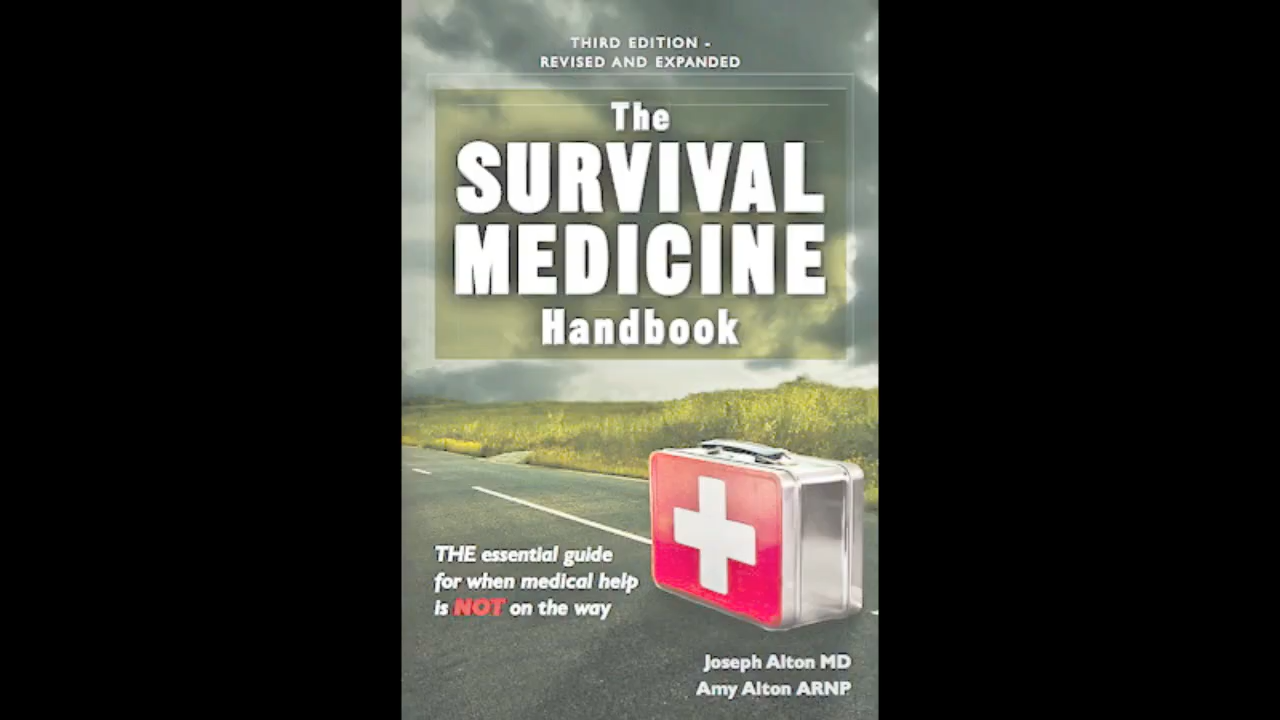 THIRD EDITION -
REVISED AND EXPANDED
The
SURVIVAL
MEDICINE
Handbook
THE essential guide
for when medical help
is NOT on the way
Joseph Alton MD
Amy Alton ARNP